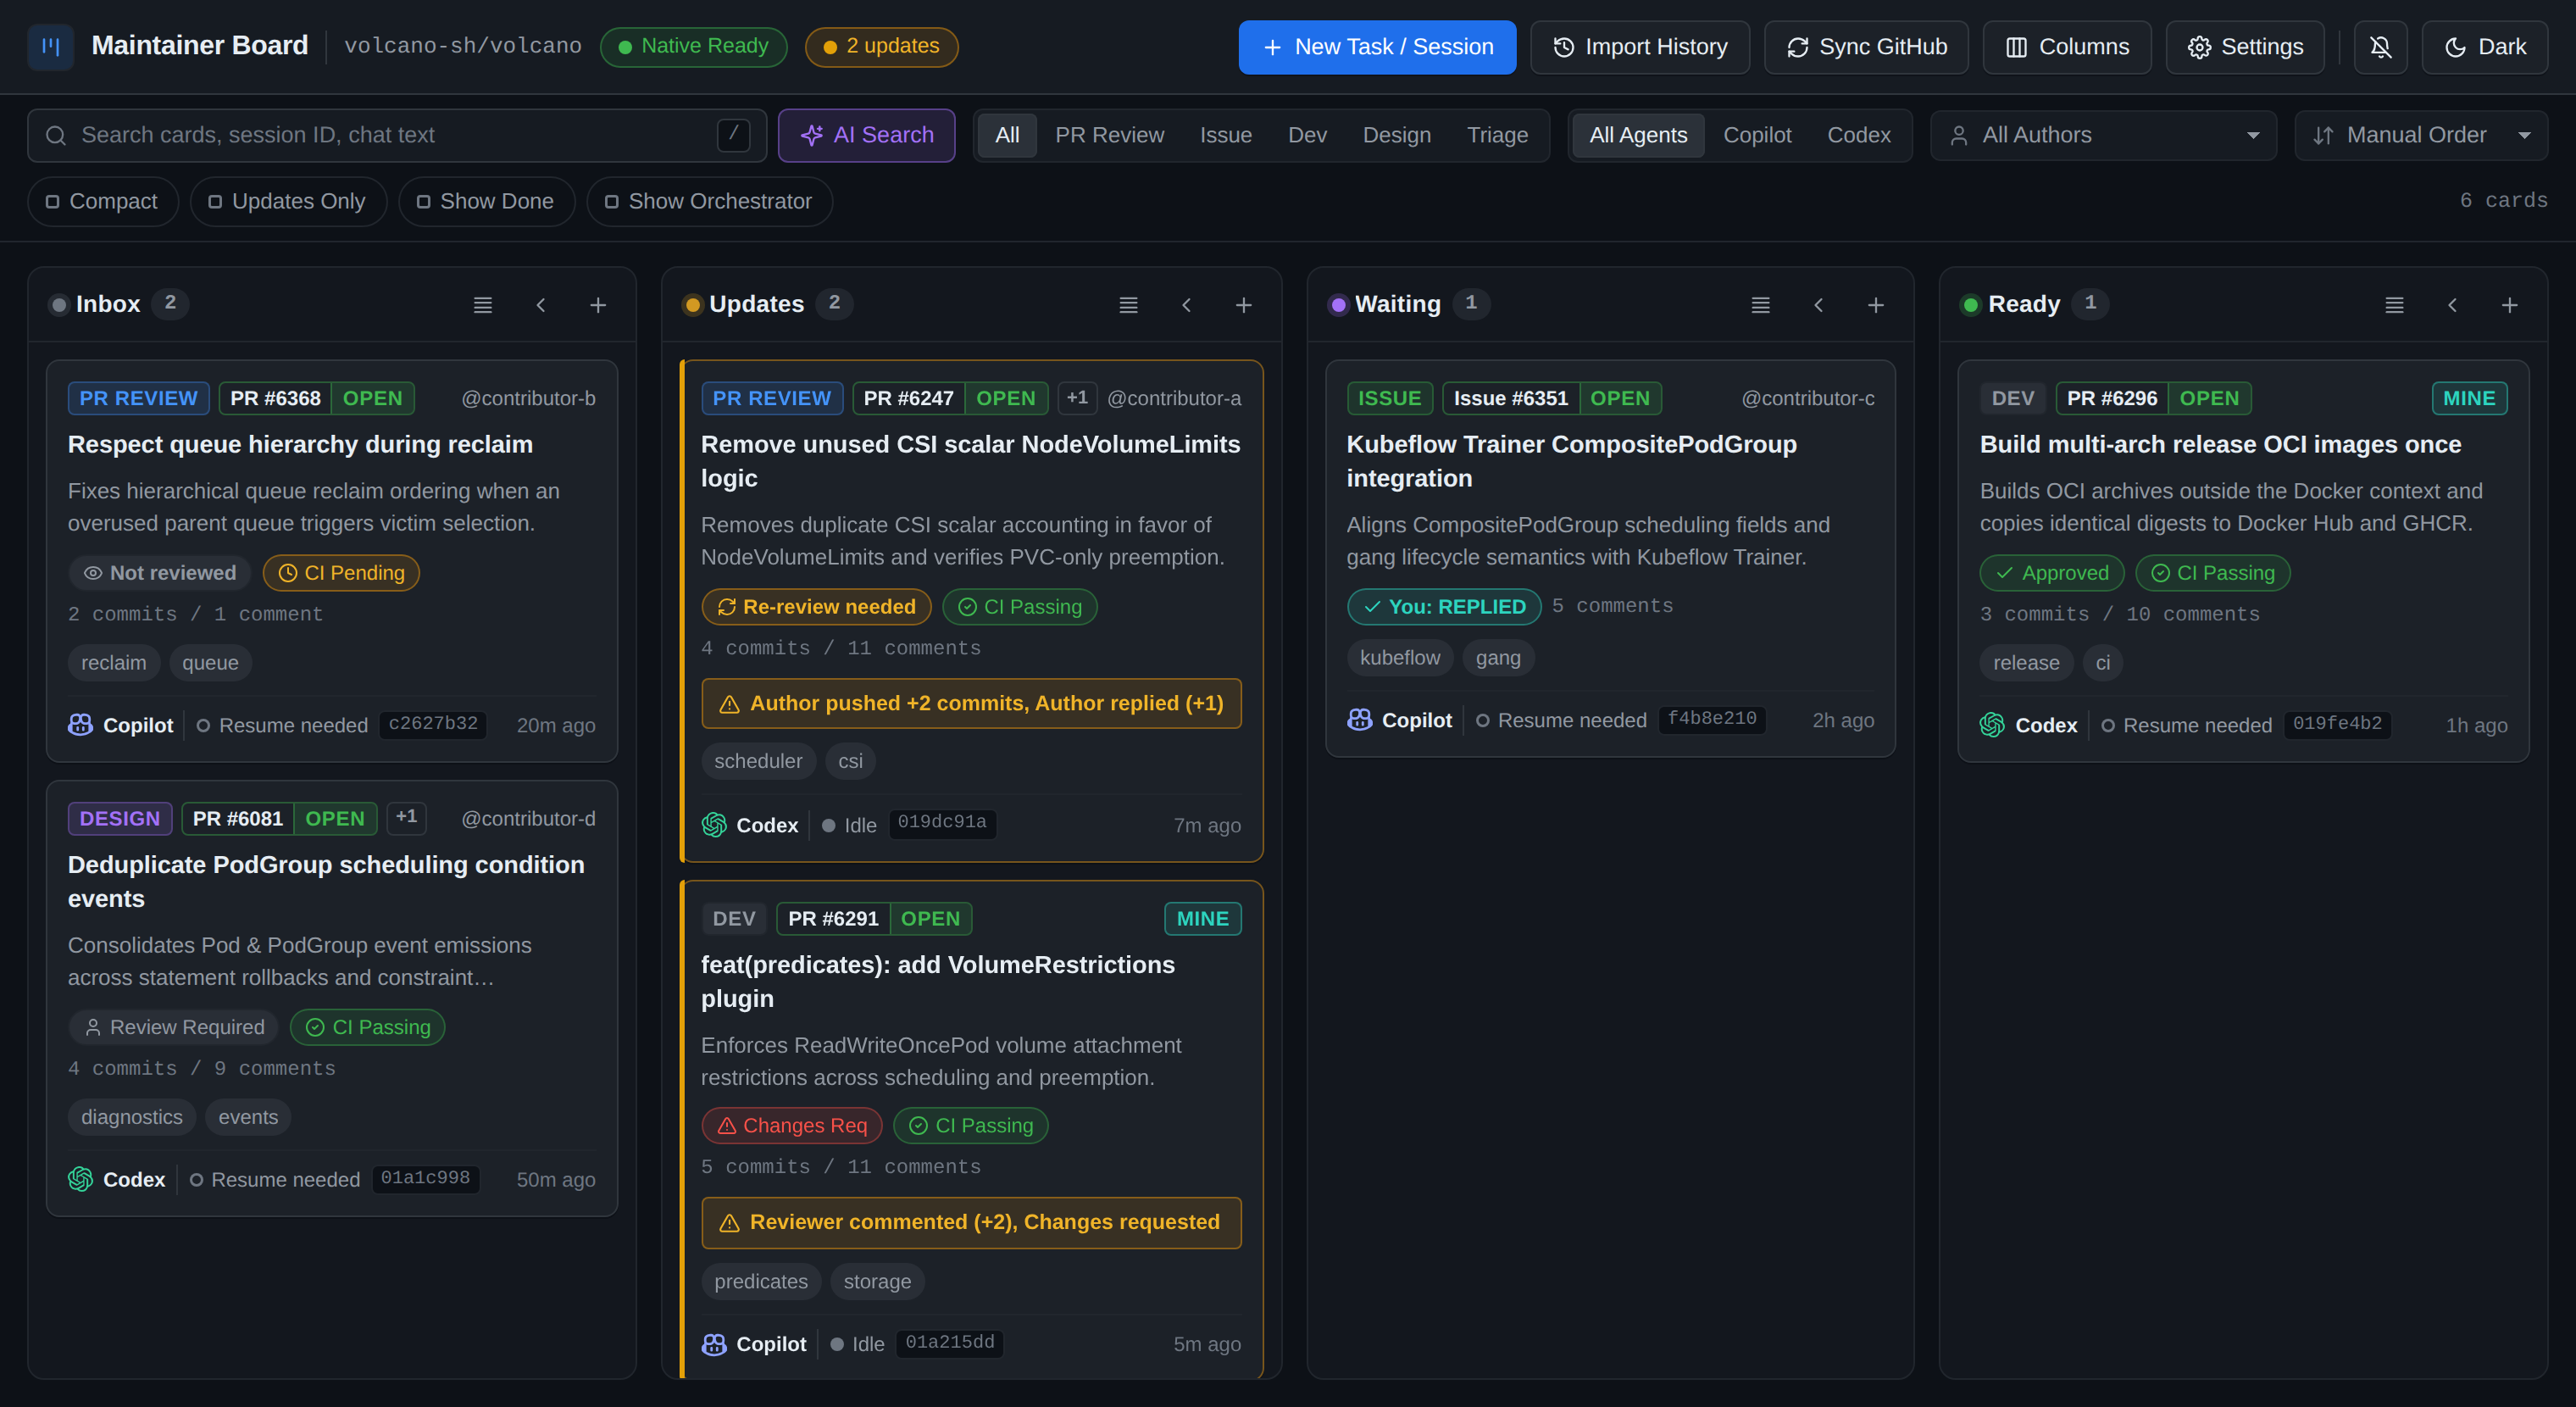 Maintainer Board
volcano-sh/volcano
Native Ready
2 updates
New Task / Session
Import History
Sync GitHub
Columns
Settings
Dark
Search cards, session ID, chat text
/
AI Search
All
PR Review
Issue
Dev
Design
Triage
All Agents
Copilot
Codex
All Authors
Manual Order
Compact
Updates Only
Show Done
Show Orchestrator
6 cards
Inbox 2
PR REVIEW
PR #6368 OPEN
@contributor-b
Respect queue hierarchy during reclaim
Fixes hierarchical queue reclaim ordering when an
overused parent queue triggers victim selection.
Not reviewed
CI Pending
2 commits / 1 comment
reclaim
queue
Copilot
Resume needed
c2627b32
20m ago
DESIGN
PR #6081 OPEN
+1
@contributor-d
Deduplicate PodGroup scheduling condition
events
Consolidates Pod & PodGroup event emissions
across statement rollbacks and constraint…
Review Required
CI Passing
4 commits / 9 comments
diagnostics
events
Codex
Resume needed
01a1c998
50m ago
Updates 2
PR REVIEW
PR #6247 OPEN
+1
@contributor-a
Remove unused CSI scalar NodeVolumeLimits
logic
Removes duplicate CSI scalar accounting in favor of
NodeVolumeLimits and verifies PVC-only preemption.
Re-review needed
CI Passing
4 commits / 11 comments
Author pushed +2 commits, Author replied (+1)
scheduler
csi
Codex
Idle
019dc91a
7m ago
DEV
PR #6291 OPEN
MINE
feat(predicates): add VolumeRestrictions
plugin
Enforces ReadWriteOncePod volume attachment
restrictions across scheduling and preemption.
Changes Req
CI Passing
5 commits / 11 comments
Reviewer commented (+2), Changes requested
predicates
storage
Copilot
Idle
01a215dd
5m ago
Waiting 1
ISSUE
Issue #6351 OPEN
@contributor-c
Kubeflow Trainer CompositePodGroup
integration
Aligns CompositePodGroup scheduling fields and
gang lifecycle semantics with Kubeflow Trainer.
You: REPLIED
5 comments
kubeflow
gang
Copilot
Resume needed
f4b8e210
2h ago
Ready 1
DEV
PR #6296 OPEN
MINE
Build multi-arch release OCI images once
Builds OCI archives outside the Docker context and
copies identical digests to Docker Hub and GHCR.
Approved
CI Passing
3 commits / 10 comments
release
ci
Codex
Resume needed
019fe4b2
1h ago